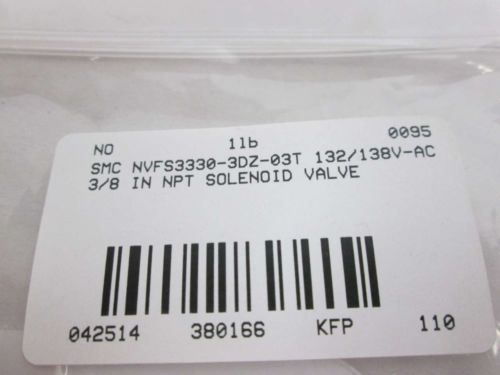 NO 1lb 0095
SMC NVFS3330-3DZ-03T 132/138V-AC
3/8 IN NPT SOLENOID VALVE
042514 380166 KFP 110